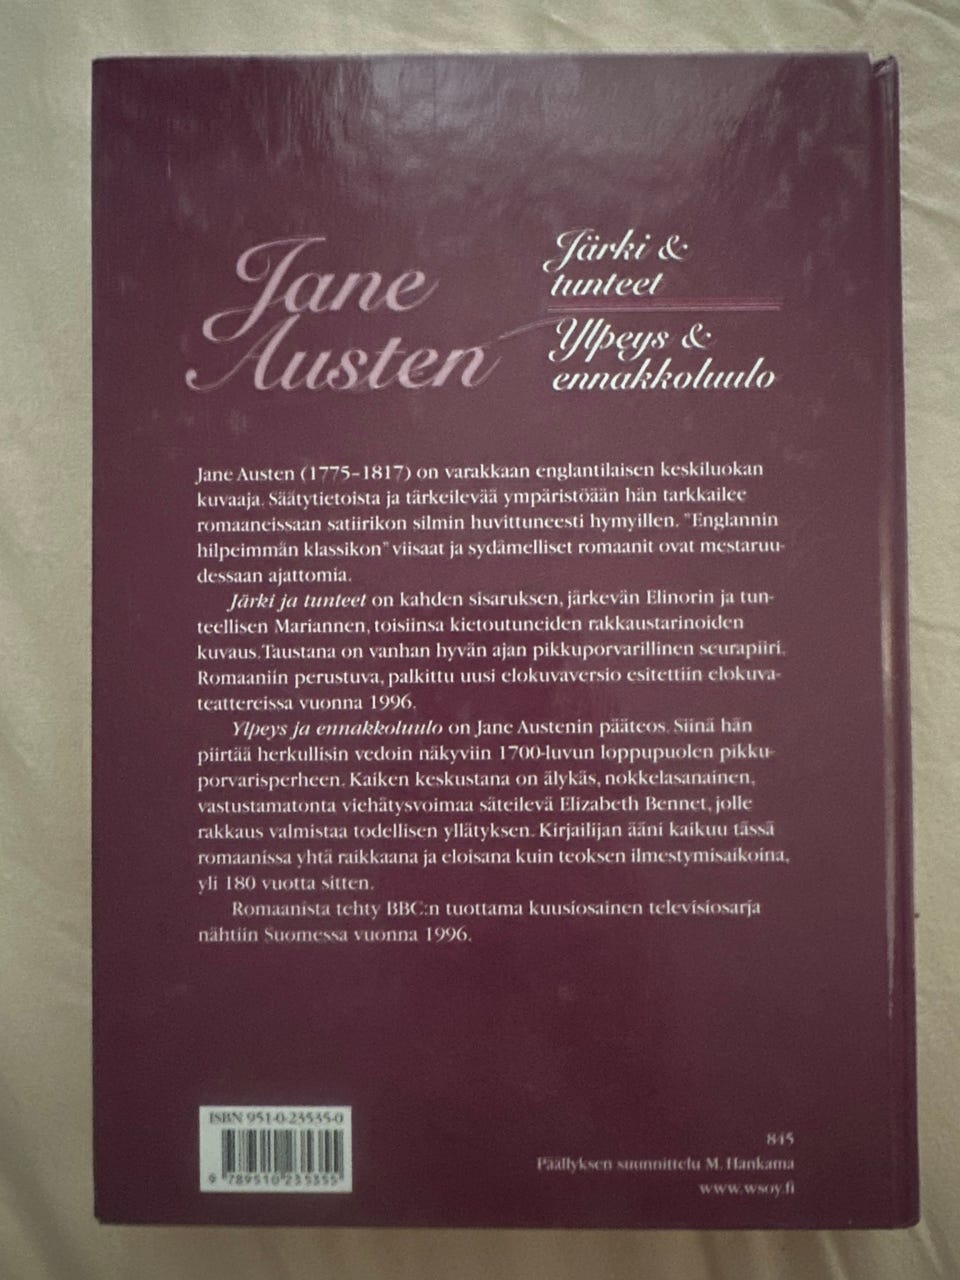 Jane
Austen
Järki &
tunteet
Ylpeys &
ennakkoluulo
Jane Austen (1775–1817) on varakkaan englantilaisen keskiluokan
kuvaaja. Säätytietoista ja tärkeilevää ympäristöään hän tarkkailee
romaaneissaan satiirikon silmin huvittuneesti hymyillen. "Englannin
hilpeimmän klassikon" viisaat ja sydämelliset romaanit ovat mestaruu-
dessaan ajattomia.
Järki ja tunteet on kahden sisaruksen, järkevän Elinorin ja tun-
teellisen Mariannen, toisiinsa kietoutuneiden rakkaustarinoiden
kuvaus. Taustana on vanhan hyvän ajan pikkuporvarillinen seurapiiri.
Romaaniin perustuva, palkittu uusi elokuvaversio esitettiin elokuva-
teattereissa vuonna 1996.
Ylpeys ja ennakkoluulo on Jane Austenin pääteos. Siinä hän
piirtää herkullisin vedoin näkyviin 1700-luvun loppupuolen pikku-
porvarisperheen. Kaiken keskustana on älykäs, nokkelasanainen,
vastustamatonta viehätysvoimaa säteilevä Elizabeth Bennet, jolle
rakkaus valmistaa todellisen yllätyksen. Kirjailijan ääni kaikuu tässä
romaanissa yhtä raikkaana ja eloisana kuin teoksen ilmestymisaikoina,
yli 180 vuotta sitten.
Romaanista tehty BBC:n tuottama kuusiosainen televisiosarja
nähtiin Suomessa vuonna 1996.
ISBN 951-0-23535-0
9 789510 235355
845
Päällyksen suunnittelu M. Hankama
www.wsoy.fi